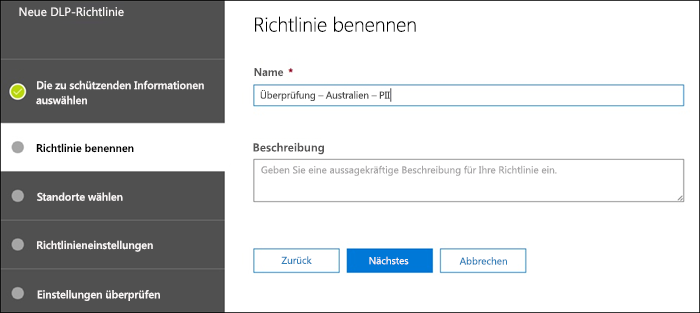 Neue DLP-Richtlinie
Die zu schützenden Informationen
auswählen
Richtlinie benennen
Standorte wählen
Richtlinieneinstellungen
Einstellungen überprüfen
Richtlinie benennen
Name *
Überprüfung – Australien – PII
Beschreibung
Geben Sie eine aussagekräftige Beschreibung für Ihre Richtlinie ein.
Zurück
Nächstes
Abbrechen